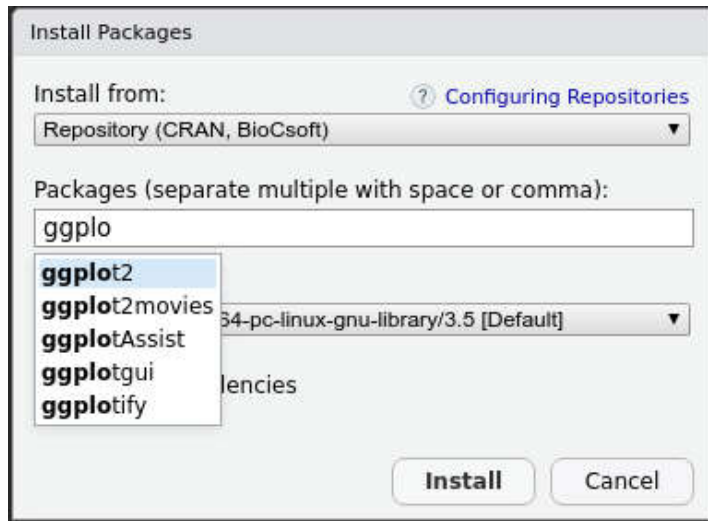 Install Packages
Install from:
? Configuring Repositories
Repository (CRAN, BioCsoft)
Packages (separate multiple with space or comma):
ggplo
ggplot2
ggplot2movies
64-pc-linux-gnu-library/3.5 [Default]
ggplotAssist
ggplotgui
lencies
ggplotify
Install
Cancel